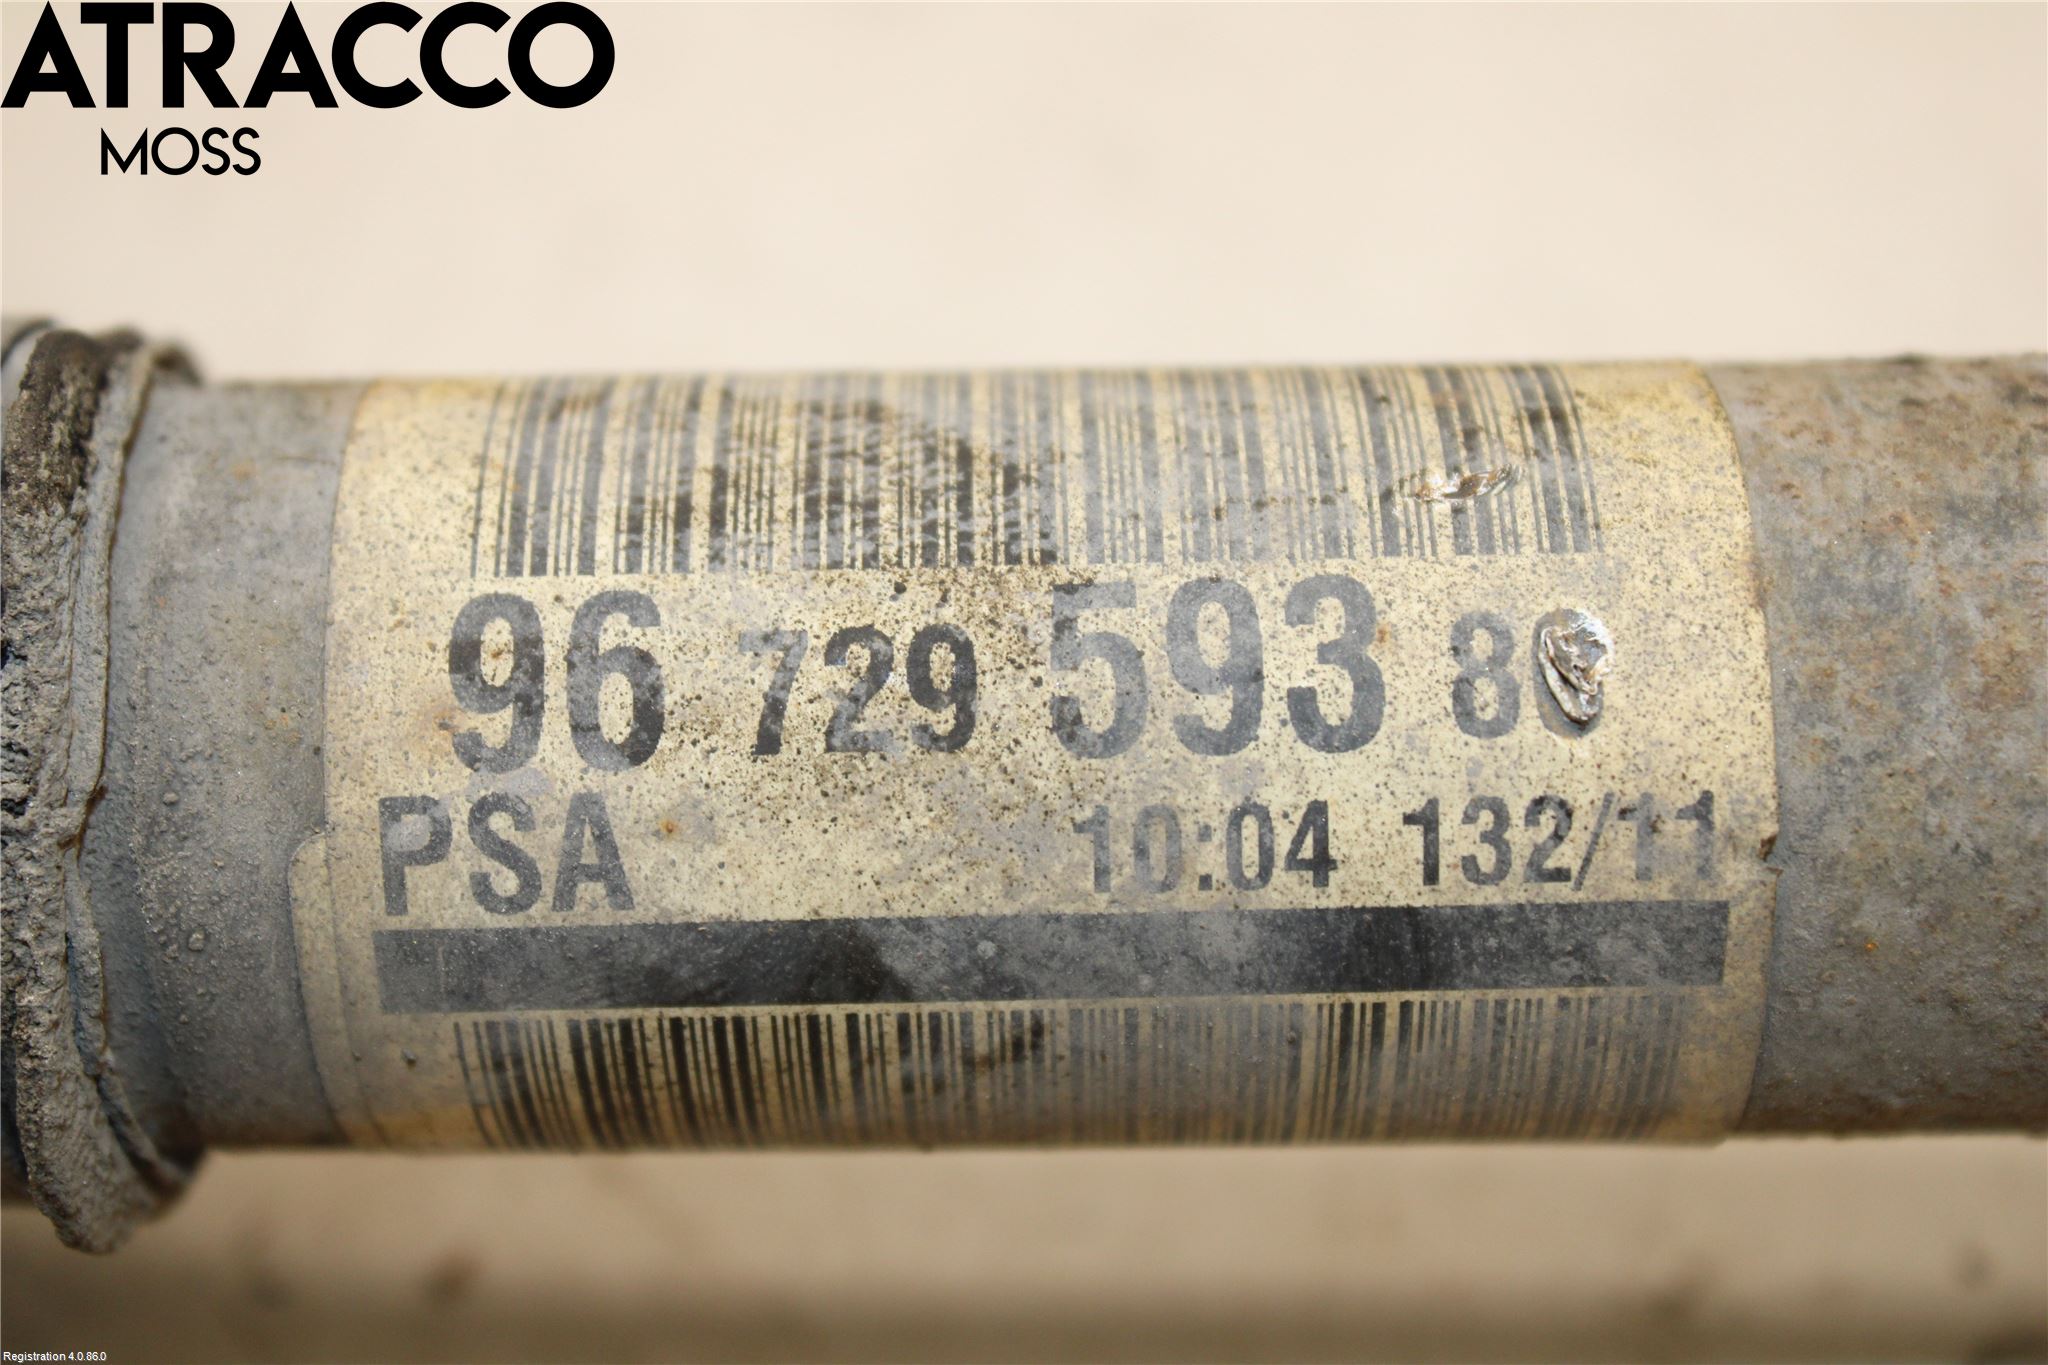 ATRACCO
MOSS
96 729 593 8
PSA 10:04 132/11
Registration 4.0.86.0